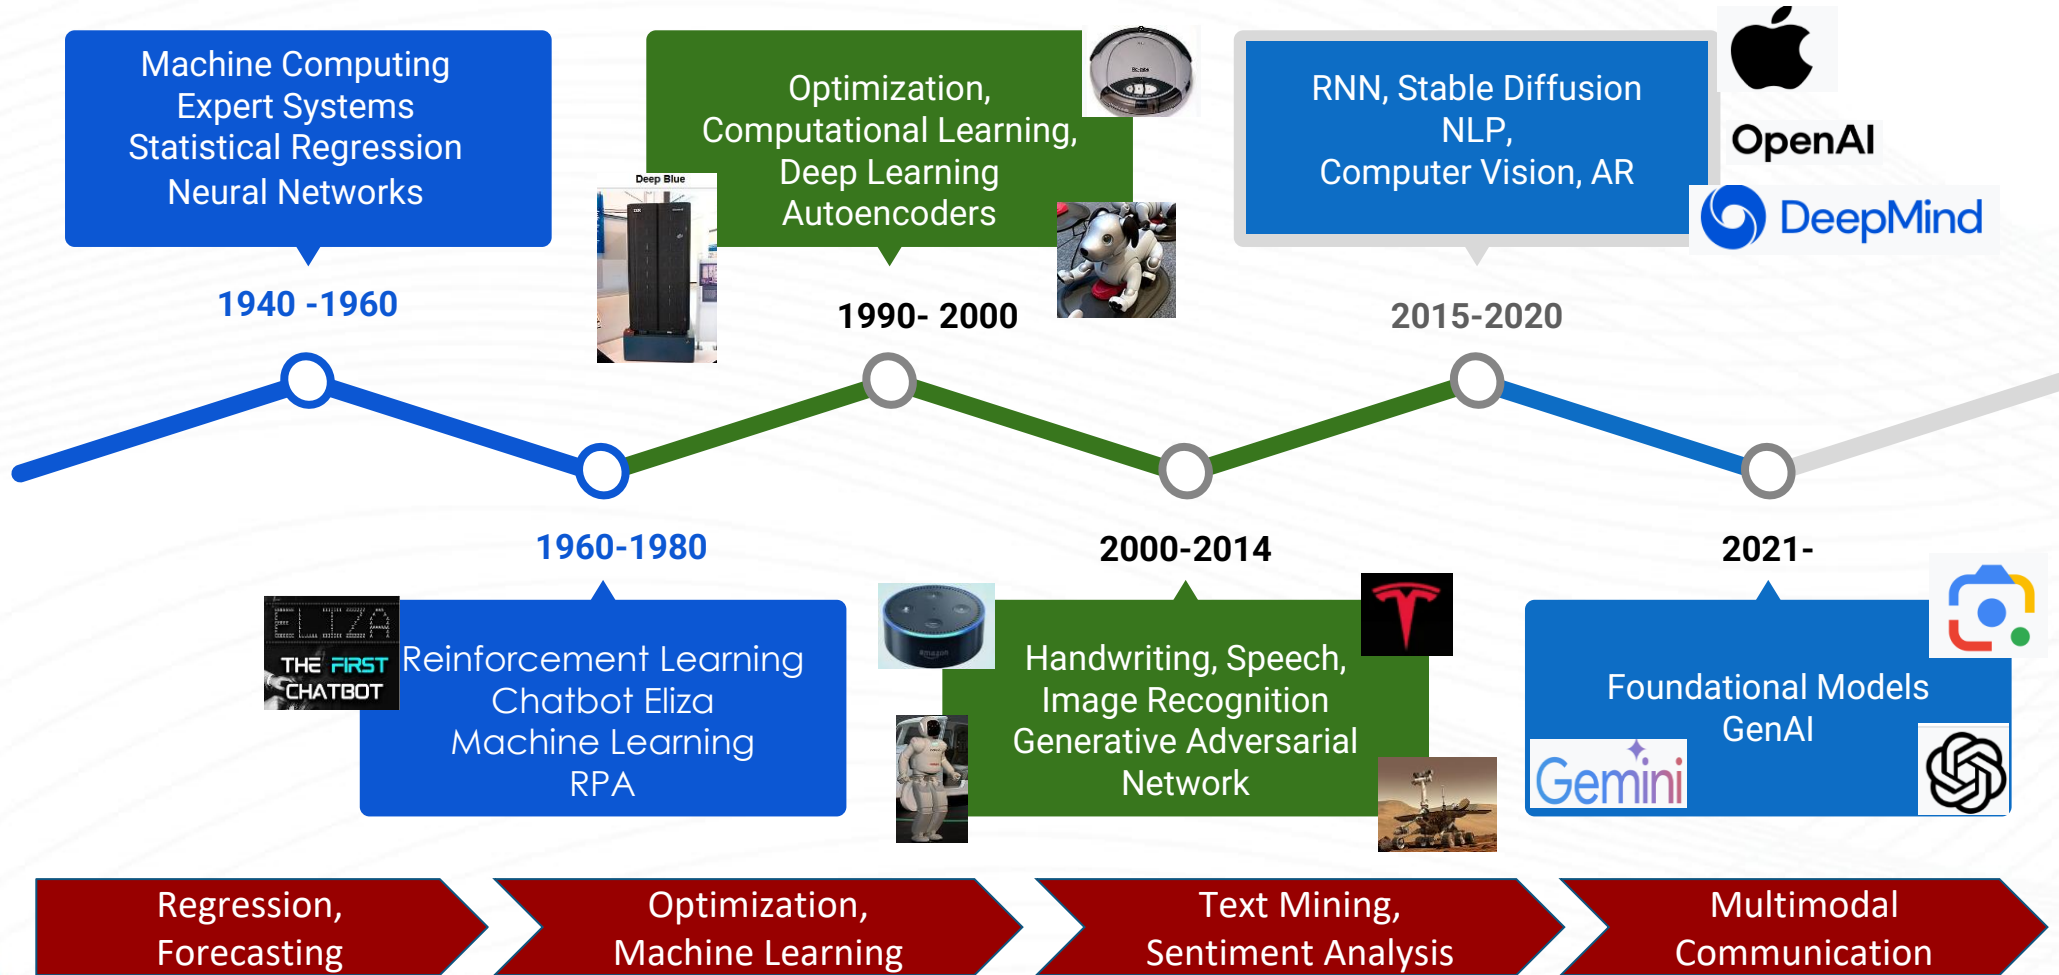 Machine Computing
Expert Systems
Statistical Regression
Neural Networks
1940 -1960
Deep Blue
Optimization,
Computational Learning,
Deep Learning
Autoencoders
1990- 2000
RNN, Stable Diffusion
NLP,
Computer Vision, AR
2015-2020
OpenAI
DeepMind
1960-1980
ELIZA
THE FIRST
CHATBOT
Reinforcement Learning
Chatbot Eliza
Machine Learning
RPA
2000-2014
amazon
Handwriting, Speech,
Image Recognition
Generative Adversarial
Network
2021-
Foundational Models
GenAI
Gemini
Regression,
Forecasting
Optimization,
Machine Learning
Text Mining,
Sentiment Analysis
Multimodal
Communication